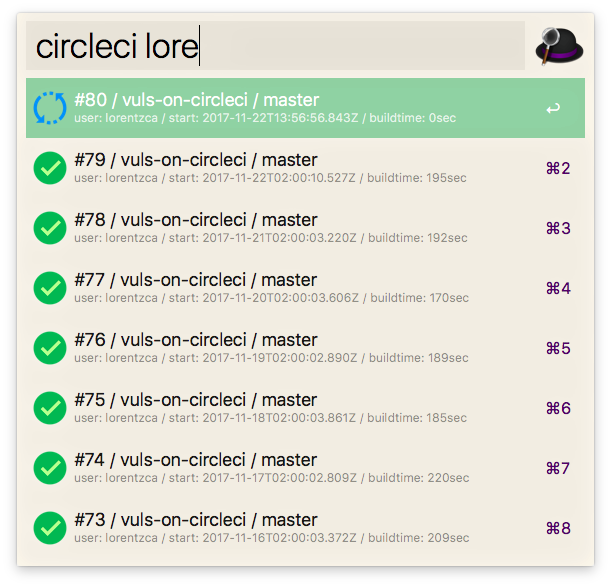 circleci lore
#80 / vuls-on-circleci / master
user: lorentzca / start: 2017-11-22T13:56:56.843Z / buildtime: 0sec
↩
#79 / vuls-on-circleci / master
user: lorentzca / start: 2017-11-22T02:00:10.527Z / buildtime: 195sec
⌘2
#78 / vuls-on-circleci / master
user: lorentzca / start: 2017-11-21T02:00:03.220Z / buildtime: 192sec
⌘3
#77 / vuls-on-circleci / master
user: lorentzca / start: 2017-11-20T02:00:03.606Z / buildtime: 170sec
⌘4
#76 / vuls-on-circleci / master
user: lorentzca / start: 2017-11-19T02:00:02.890Z / buildtime: 189sec
⌘5
#75 / vuls-on-circleci / master
user: lorentzca / start: 2017-11-18T02:00:03.861Z / buildtime: 185sec
⌘6
#74 / vuls-on-circleci / master
user: lorentzca / start: 2017-11-17T02:00:02.809Z / buildtime: 220sec
⌘7
#73 / vuls-on-circleci / master
user: lorentzca / start: 2017-11-16T02:00:03.372Z / buildtime: 209sec
⌘8